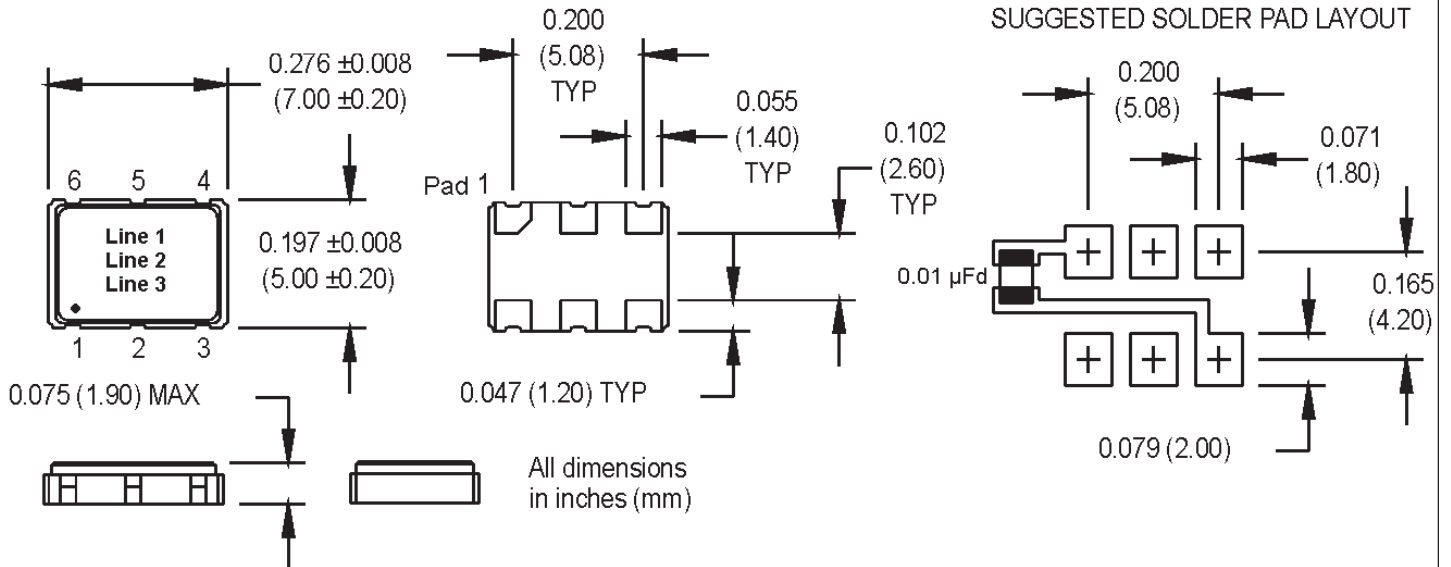 SUGGESTED SOLDER PAD LAYOUT
0.276 ±0.008
(7.00 ±0.20)
6 5 4
Line 1
Line 2
Line 3
0.197 ±0.008
(5.00 ±0.20)
1 2 3
0.075 (1.90) MAX
0.200
(5.08)
TYP
0.055
(1.40)
TYP
0.102
(2.60)
TYP
Pad 1
0.047 (1.20) TYP
All dimensions
in inches (mm)
0.200
(5.08)
0.071
(1.80)
0.01 µFd
0.165
(4.20)
0.079 (2.00)